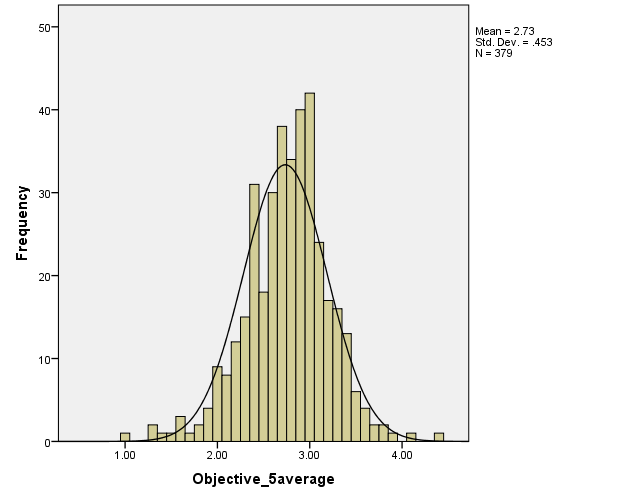 Mean = 2.73
Std. Dev. = .453
N = 379
50
40
30
20
10
0
Frequency
1.00 2.00 3.00 4.00
Objective_5average